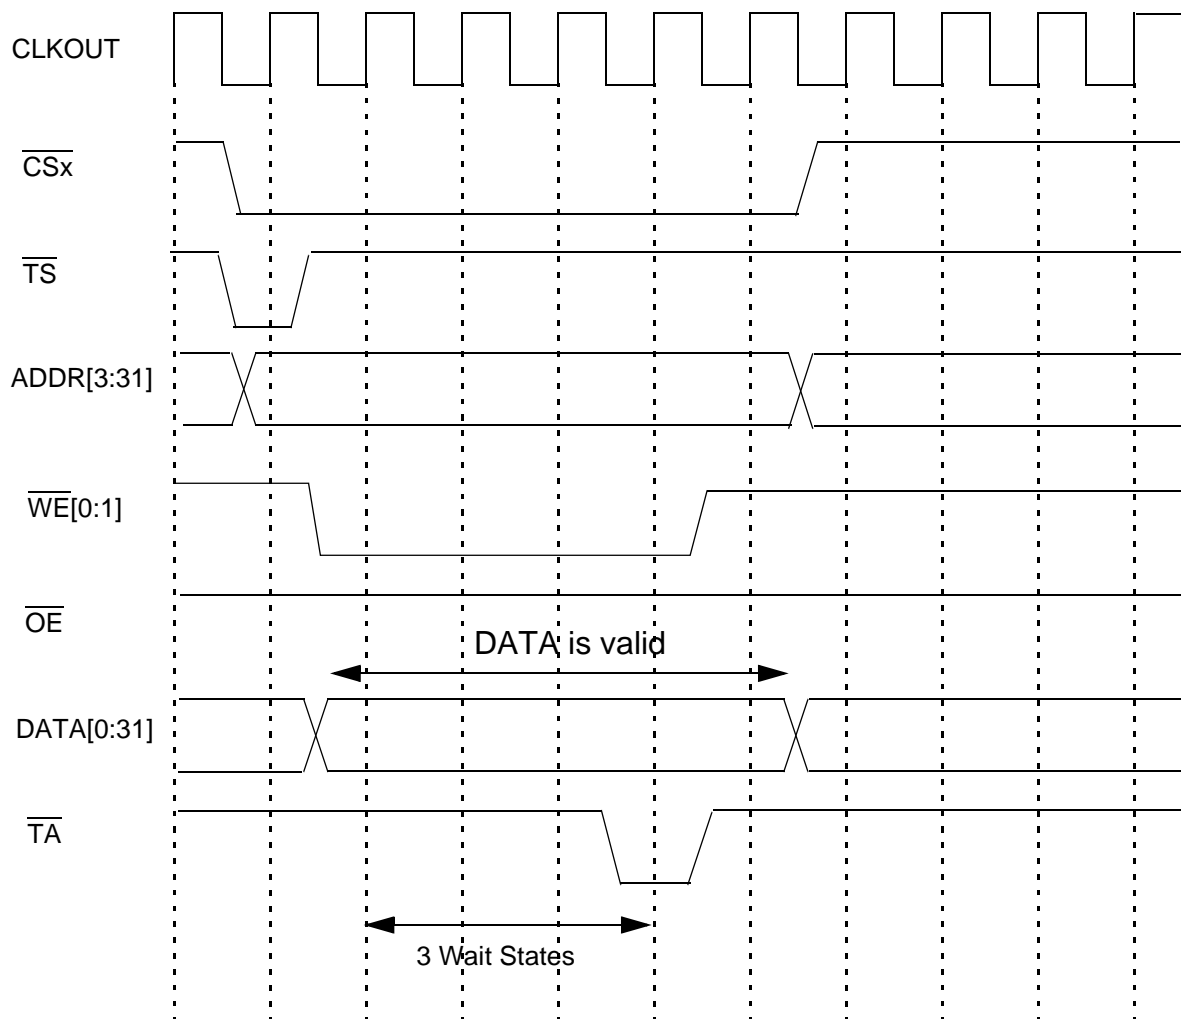 CLKOUT
CSx
TS
ADDR[3:31]
WE[0:1]
OE
DATA is valid
DATA[0:31]
TA
3 Wait States